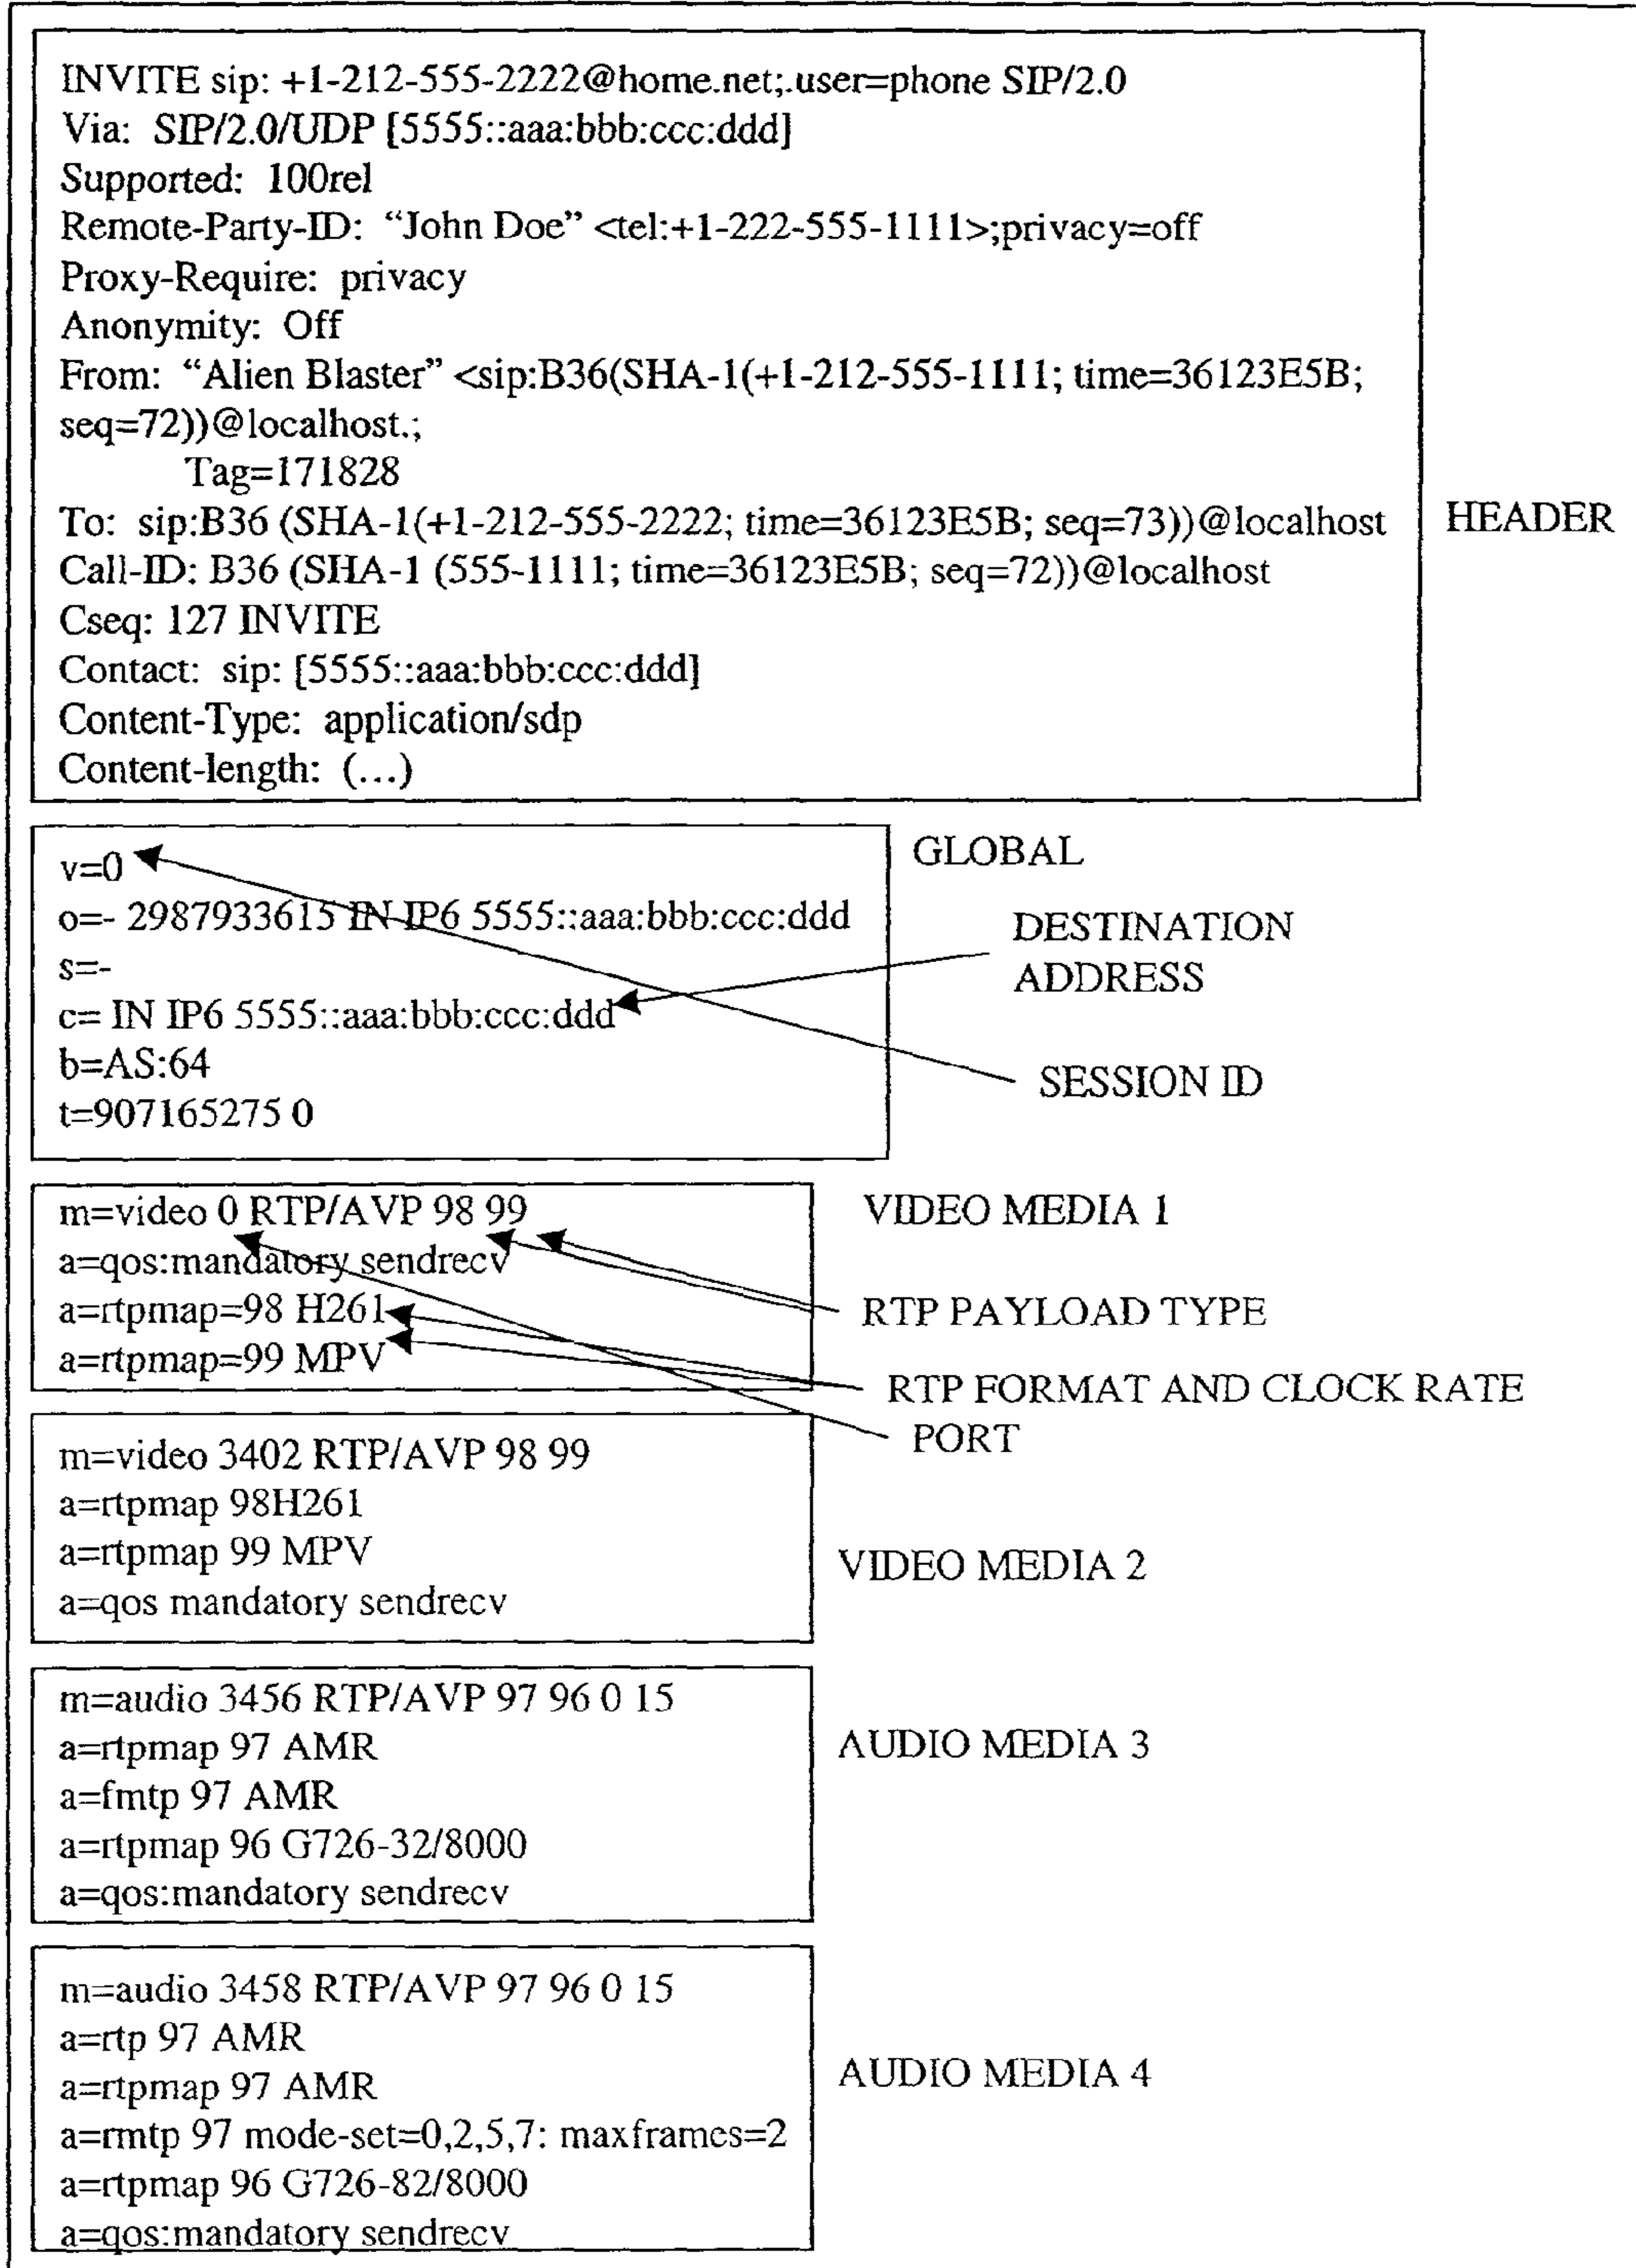 INVITE sip: +1-212-555-2222@home.net;.user=phone SIP/2.0
Via: SIP/2.0/UDP [5555::aaa:bbb:ccc:ddd]
Supported: 100rel
Remote-Party-ID: “John Doe” <tel:+1-222-555-1111>;privacy=off
Proxy-Require: privacy
Anonymity: Off
From: “Alien Blaster” <sip:B36(SHA-1(+1-212-555-1111; time=36123E5B;
seq=72))@localhost.;
Tag=171828
To: sip:B36 (SHA-1(+1-212-555-2222; time=36123E5B; seq=73))@localhost
Call-ID: B36 (SHA-1 (555-1111; time=36123E5B; seq=72))@localhost
Cseq: 127 INVITE
Contact: sip: [5555::aaa:bbb:ccc:ddd]
Content-Type: application/sdp
Content-length: (...)
HEADER
v=0
o=- 2987933615 IN IP6 5555::aaa:bbb:ccc:ddd
s=-
c= IN IP6 5555::aaa:bbb:ccc:ddd
b=AS:64
t=907165275 0
GLOBAL
DESTINATION
ADDRESS
SESSION ID
m=video 0 RTP/AVP 98 99
a=qos:mandatory sendrecv
a=rtpmap=98 H261
a=rtpmap=99 MPV
VIDEO MEDIA 1
RTP PAYLOAD TYPE
RTP FORMAT AND CLOCK RATE
PORT
m=video 3402 RTP/AVP 98 99
a=rtpmap 98H261
a=rtpmap 99 MPV
a=qos mandatory sendrecv
VIDEO MEDIA 2
m=audio 3456 RTP/AVP 97 96 0 15
a=rtpmap 97 AMR
a=fmtp 97 AMR
a=rtpmap 96 G726-32/8000
a=qos:mandatory sendrecv
AUDIO MEDIA 3
m=audio 3458 RTP/AVP 97 96 0 15
a=rtp 97 AMR
a=rtpmap 97 AMR
a=rmtp 97 mode-set=0,2,5,7: maxframes=2
a=rtpmap 96 G726-82/8000
a=qos:mandatory sendrecv
AUDIO MEDIA 4